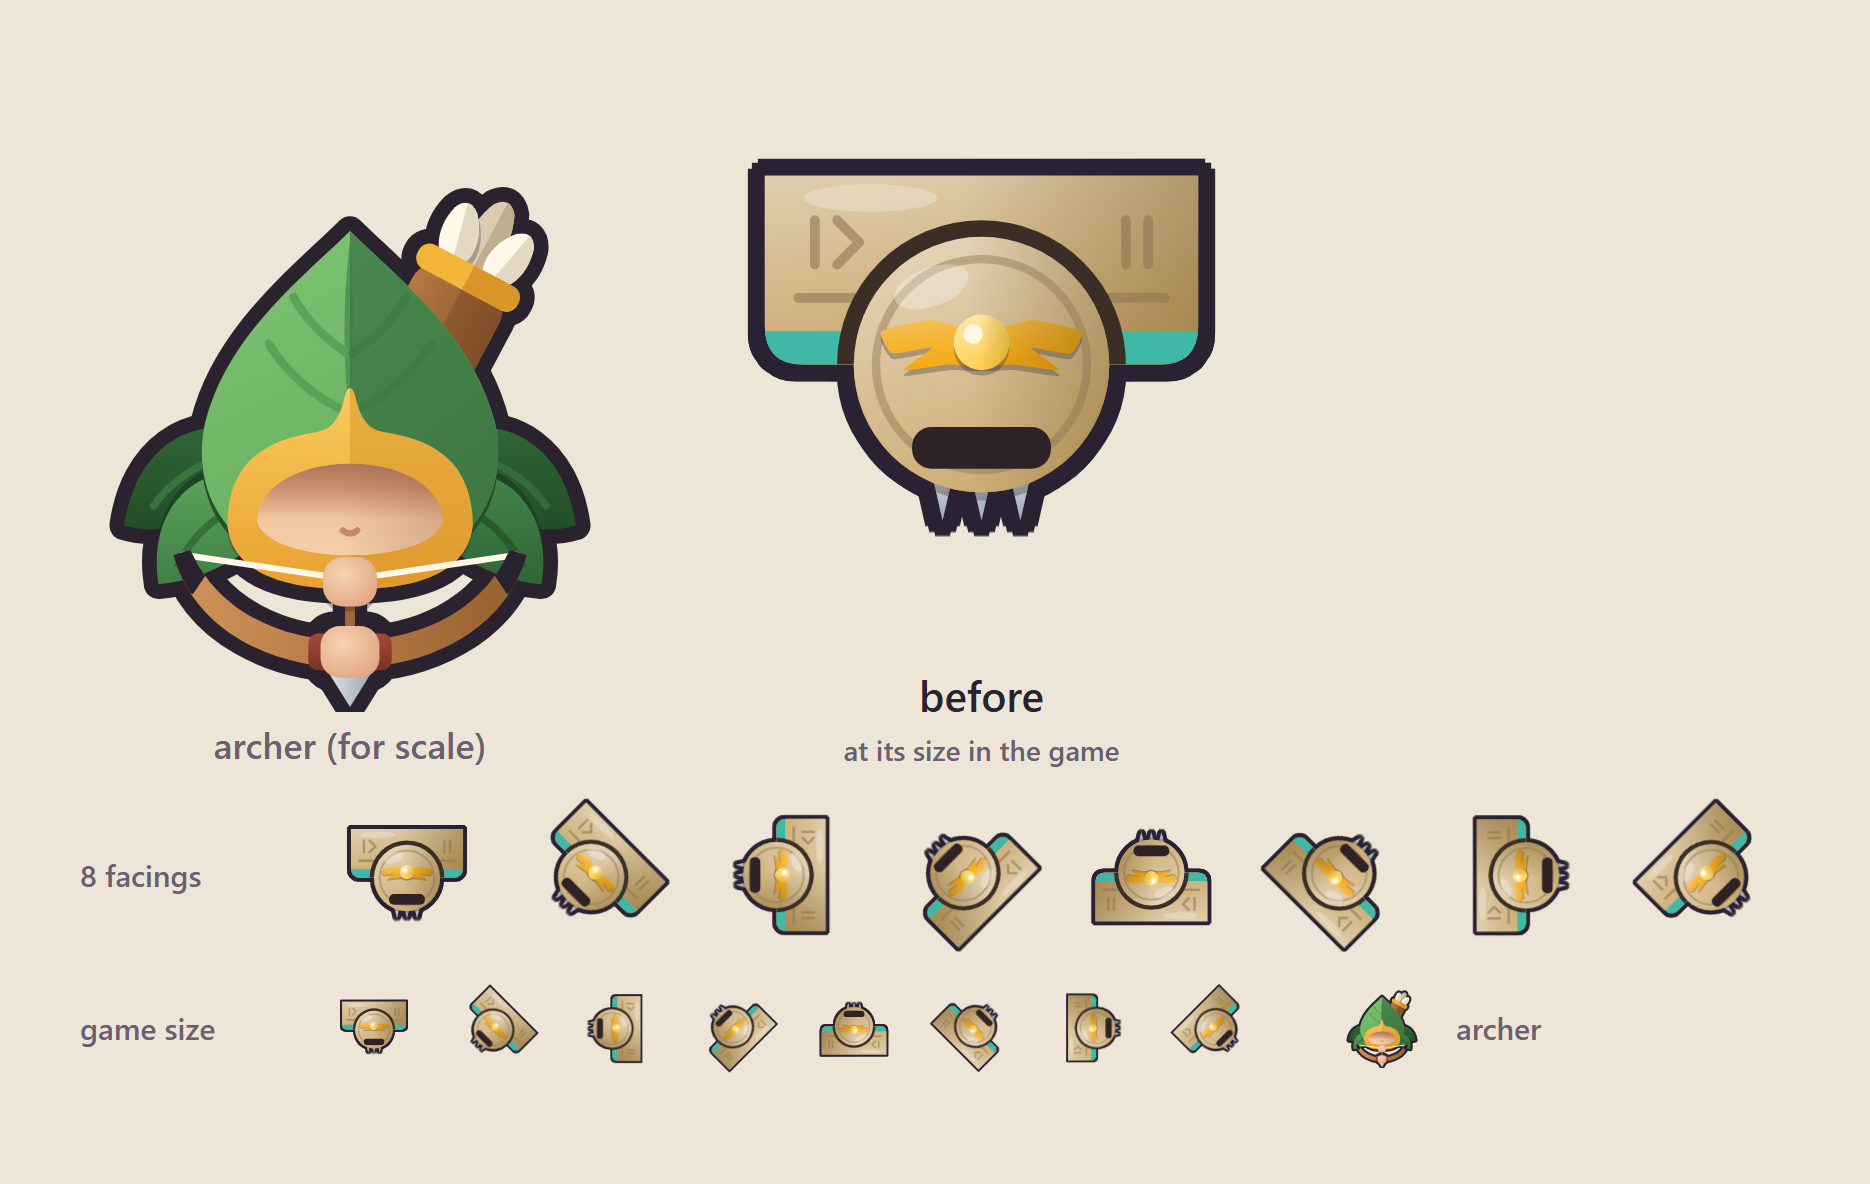 before
archer (for scale)
at its size in the game
8 facings
game size
archer